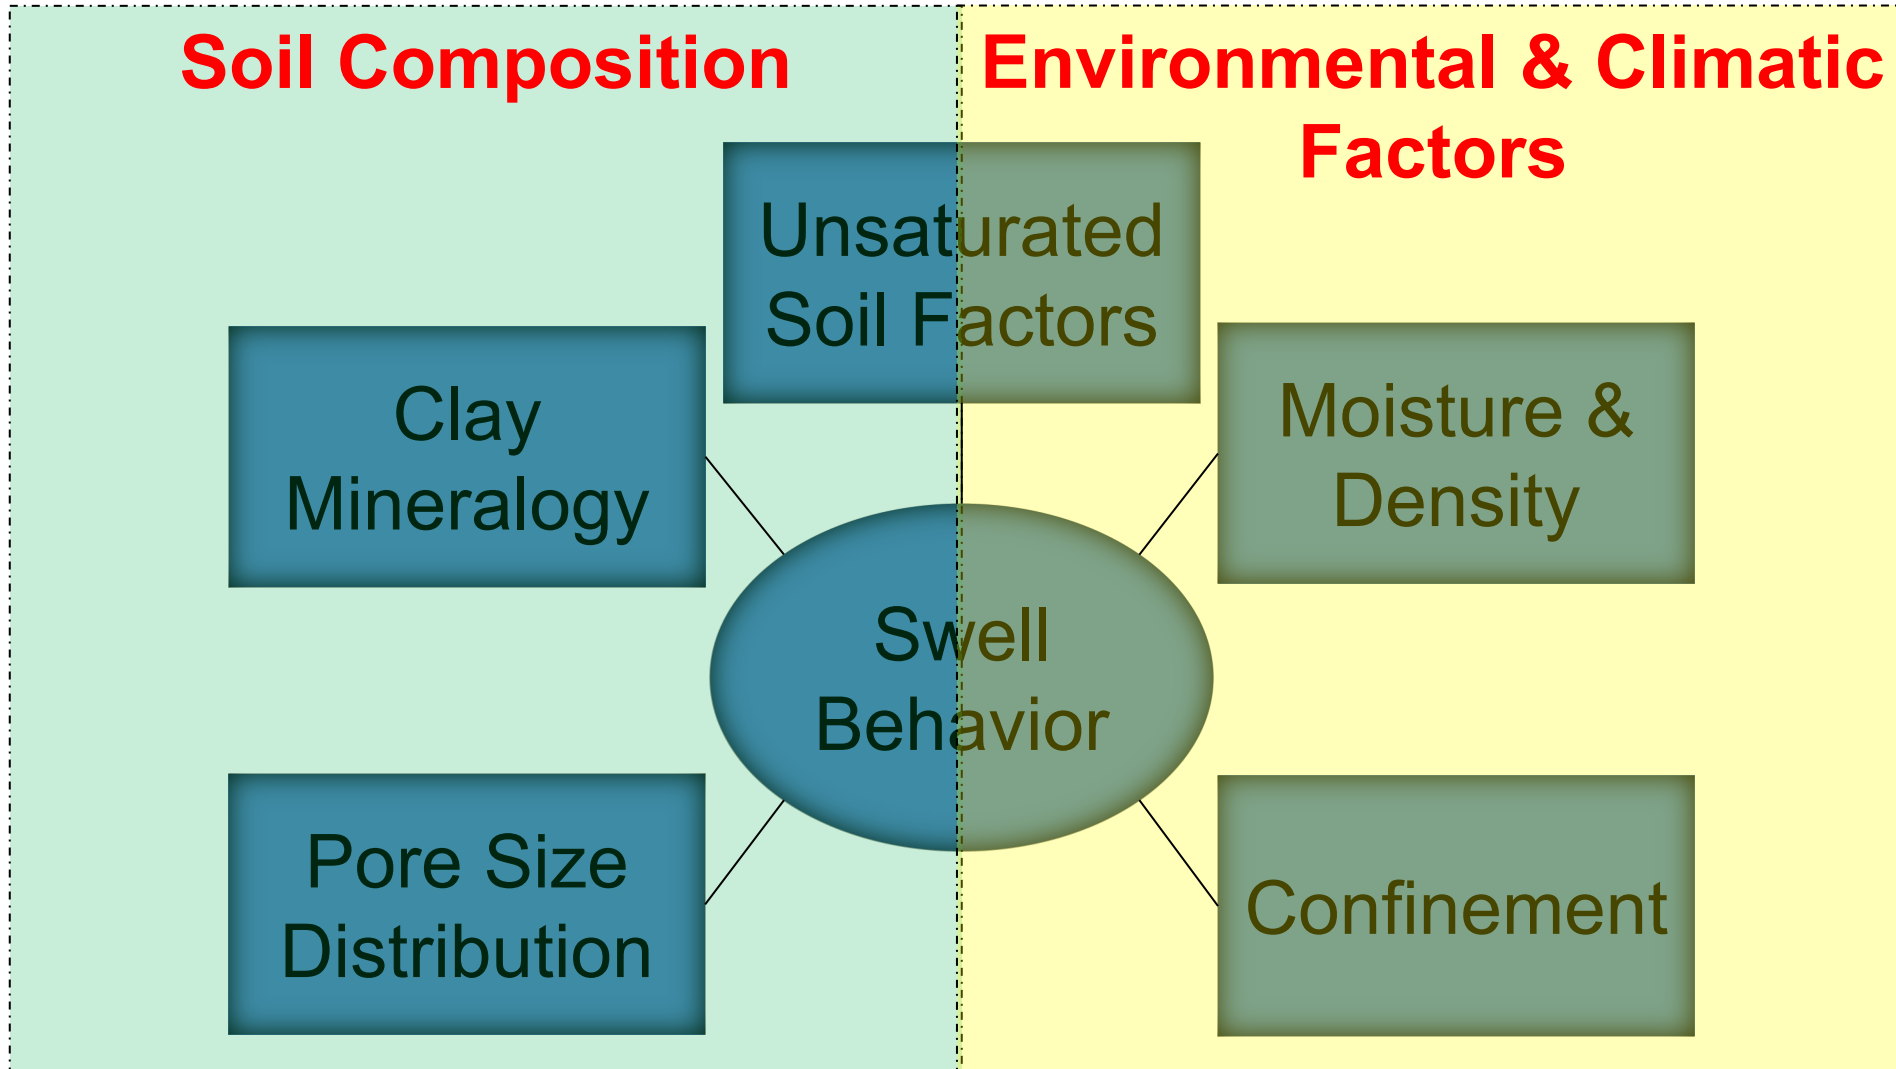 Soil Composition
Environmental & Climatic
Factors
Unsaturated
Soil Factors
Clay
Mineralogy
Moisture &
Density
Swell
Behavior
Pore Size
Distribution
Confinement